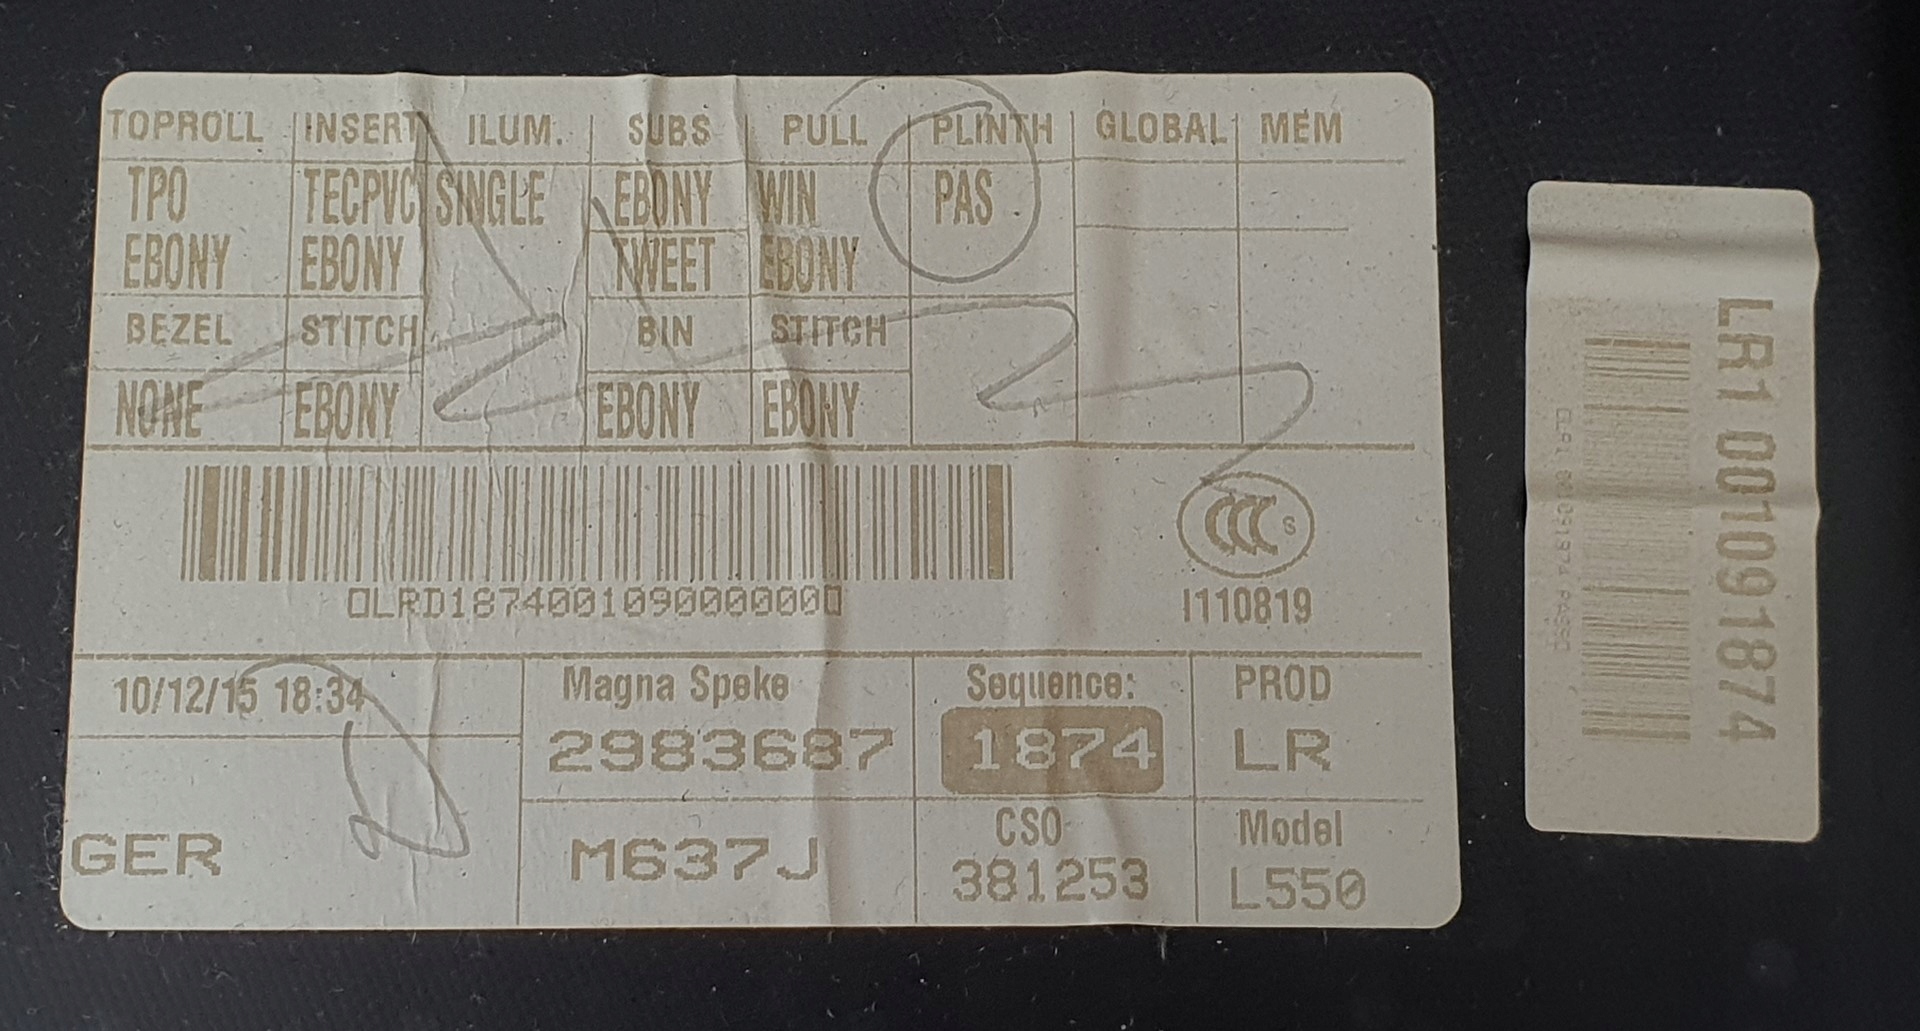 TOPROLL INSERT ILUM. SUBS PULL PLINTH GLOBAL MEM
TPO TECPVC SINGLE EBONY WIN PAS
EBONY EBONY TWEET EBONY
BEZEL STITCH BIN STITCH
NONE EBONY EBONY EBONY
CCC S
OLRD1874001090000000
I110819
10/12/15 18:34 Magna Speke Sequence: PROD
2983687 1874 LR
CSO Model
GER M637J 381253 L550
LR1 001091874